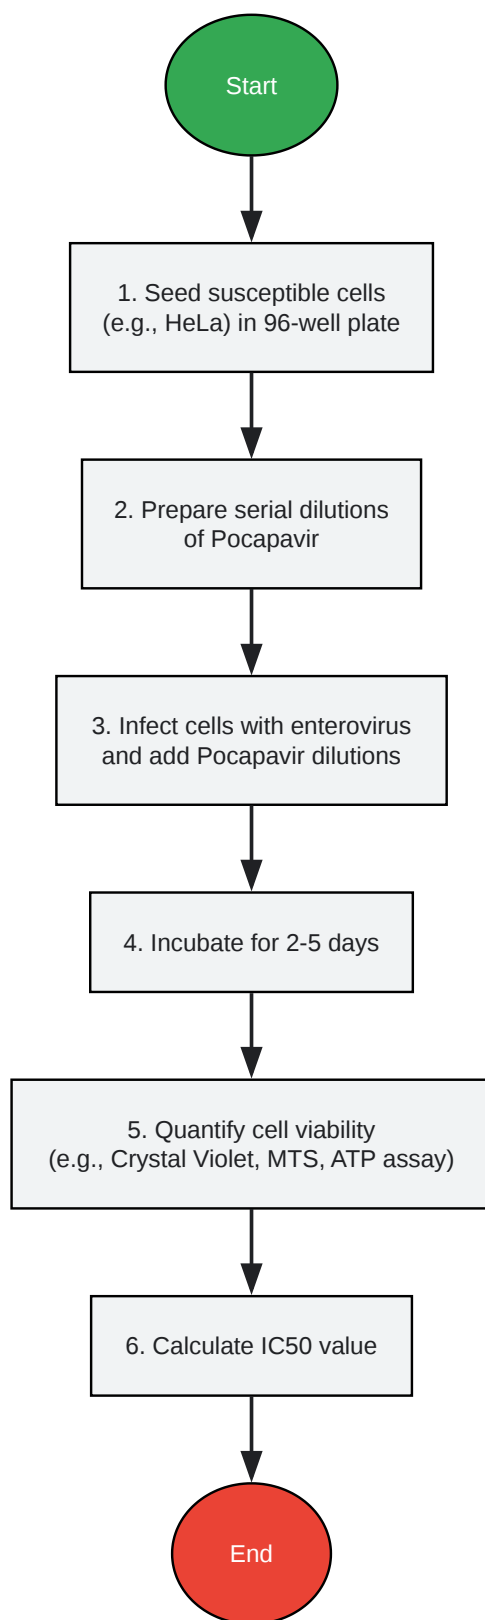 Start
1. Seed susceptible cells
(e.g., HeLa) in 96-well plate
2. Prepare serial dilutions
of Pocapavir
3. Infect cells with enterovirus
and add Pocapavir dilutions
4. Incubate for 2-5 days
5. Quantify cell viability
(e.g., Crystal Violet, MTS, ATP assay)
6. Calculate IC50 value
End